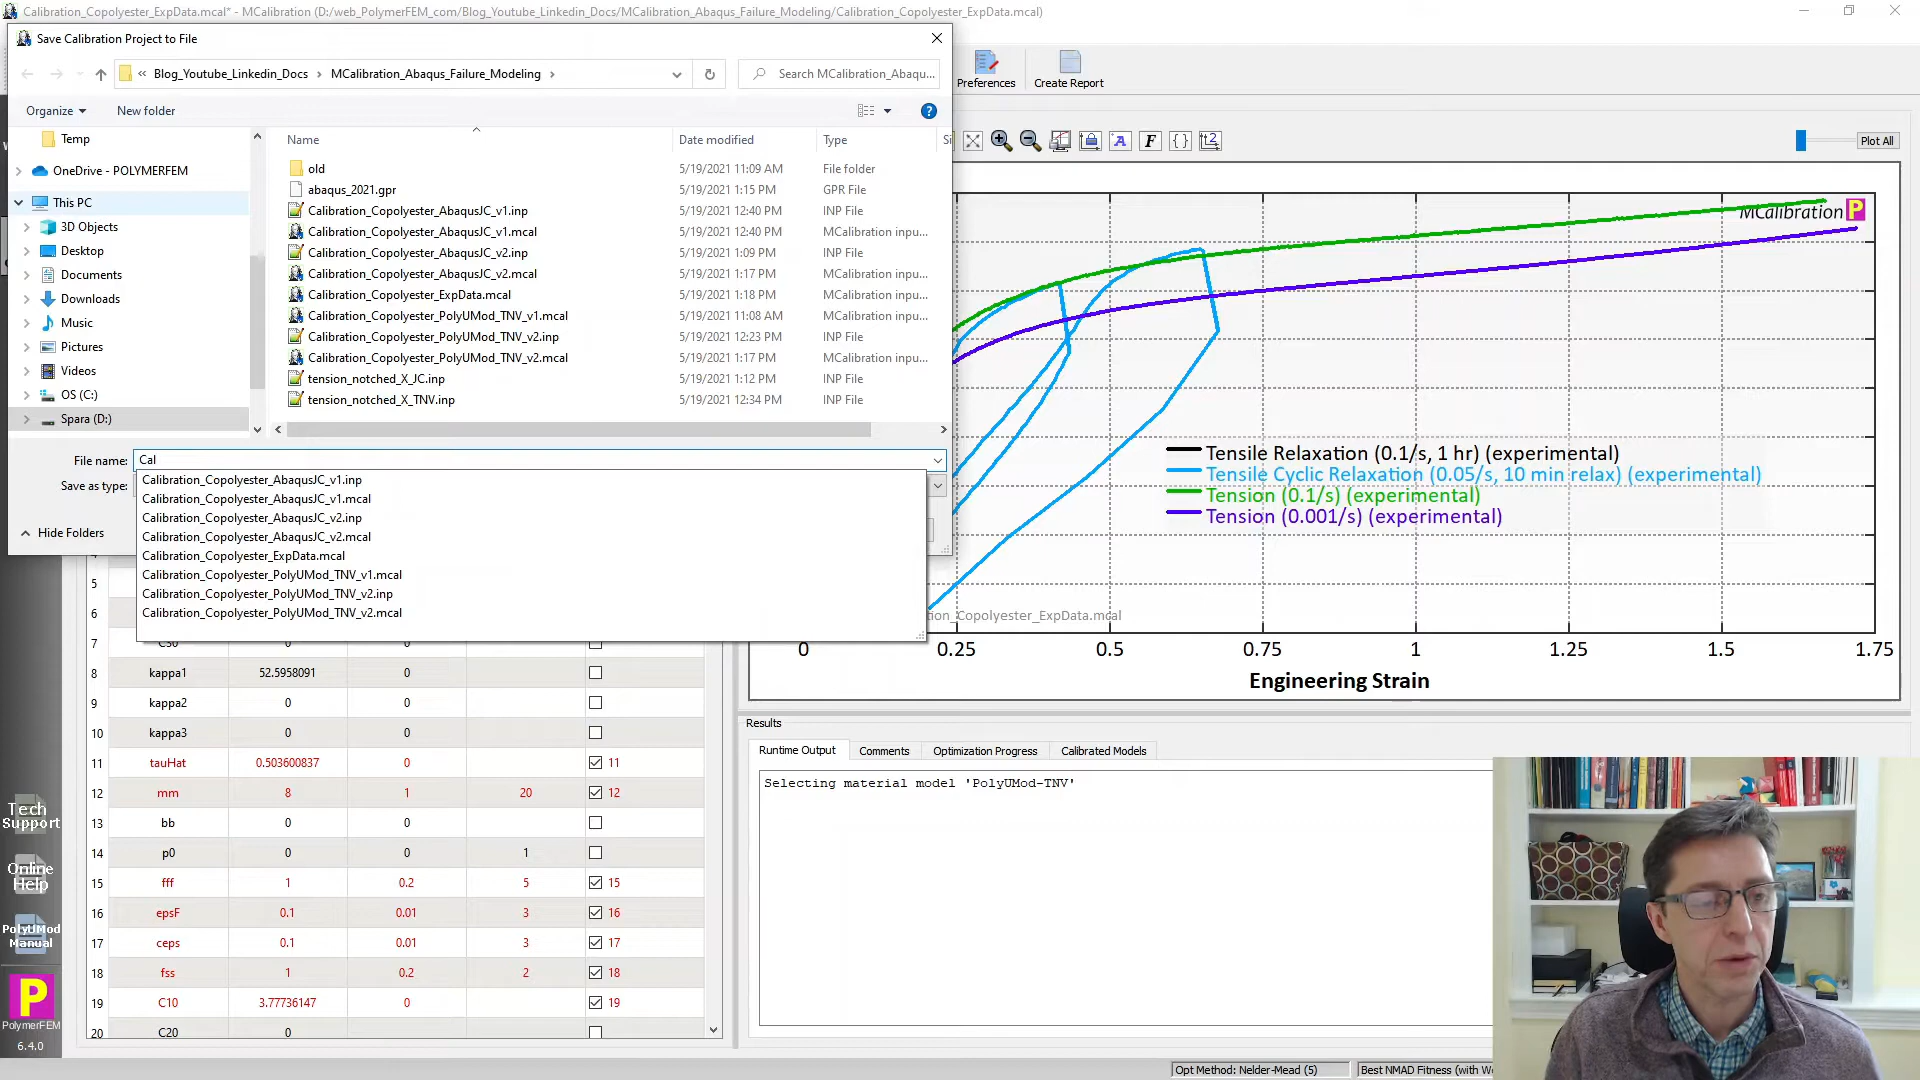 Calibration_Copolyester_ExpData.mcal* - MCalibration (D:/web_PolymerFEM_com/Blog_Youtube_Linkedin_Docs/MCalibration_Abaqus_Failure_Modeling/Calibration_Copolyester_ExpData.mcal)
Save Calibration Project to File
« Blog_Youtube_Linkedin_Docs › MCalibration_Abaqus_Failure_Modeling ›
Search MCalibration_Abaqu...
Preferences
Create Report
Organize
New folder
Plot All
Name
Date modified
Type
Temp
OneDrive - POLYMERFEM
This PC
3D Objects
Desktop
Documents
Downloads
Music
Pictures
Videos
OS (C:)
Spara (D:)
old 5/19/2021 11:09 AM File folder
abaqus_2021.gpr 5/19/2021 1:15 PM GPR File
Calibration_Copolyester_AbaqusJC_v1.inp 5/19/2021 12:40 PM INP File
Calibration_Copolyester_AbaqusJC_v1.mcal 5/19/2021 12:40 PM MCalibration inpu...
Calibration_Copolyester_AbaqusJC_v2.inp 5/19/2021 1:09 PM INP File
Calibration_Copolyester_AbaqusJC_v2.mcal 5/19/2021 1:17 PM MCalibration inpu...
Calibration_Copolyester_ExpData.mcal 5/19/2021 1:18 PM MCalibration inpu...
Calibration_Copolyester_PolyUMod_TNV_v1.mcal 5/19/2021 11:08 AM MCalibration inpu...
Calibration_Copolyester_PolyUMod_TNV_v2.inp 5/19/2021 12:23 PM INP File
Calibration_Copolyester_PolyUMod_TNV_v2.mcal 5/19/2021 1:17 PM MCalibration inpu...
tension_notched_X_JC.inp 5/19/2021 1:12 PM INP File
tension_notched_X_TNV.inp 5/19/2021 12:34 PM INP File
File name: Cal
Save as type:
Hide Folders
Calibration_Copolyester_AbaqusJC_v1.inp
Calibration_Copolyester_AbaqusJC_v1.mcal
Calibration_Copolyester_AbaqusJC_v2.inp
Calibration_Copolyester_AbaqusJC_v2.mcal
Calibration_Copolyester_ExpData.mcal
Calibration_Copolyester_PolyUMod_TNV_v1.mcal
Calibration_Copolyester_PolyUMod_TNV_v2.inp
Calibration_Copolyester_PolyUMod_TNV_v2.mcal
MCalibration P
Tensile Relaxation (0.1/s, 1 hr) (experimental)
Tensile Cyclic Relaxation (0.05/s, 10 min relax) (experimental)
Tension (0.1/s) (experimental)
Tension (0.001/s) (experimental)
ion_Copolyester_ExpData.mcal
0 0.25 0.5 0.75 1 1.25 1.5 1.75
Engineering Strain
5
6
7 C30 0 0
8 kappa1 52.5958091 0
9 kappa2 0 0
10 kappa3 0 0
11 tauHat 0.503600837 0 11
12 mm 8 1 20 12
13 bb 0 0
14 p0 0 0 1
15 fff 1 0.2 5 15
16 epsF 0.1 0.01 3 16
17 ceps 0.1 0.01 3 17
18 fss 1 0.2 2 18
19 C10 3.77736147 0 19
20 C20 0
Results
Runtime Output
Comments
Optimization Progress
Calibrated Models
Selecting material model 'PolyUMod-TNV'
Tech
Support
Online
Help
PolyUMod
Manual
P
PolymerFEM
6.4.0
Opt Method: Nelder-Mead (5)
Best NMAD Fitness (with We